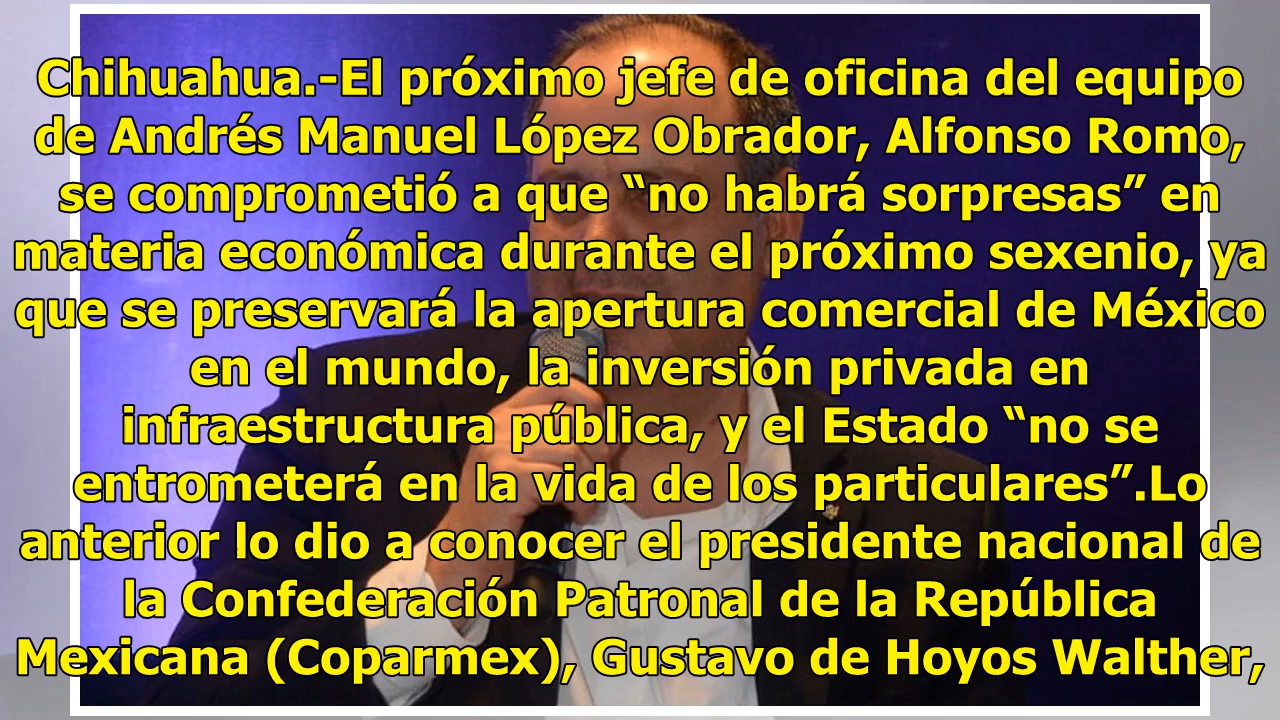 Chihuahua.-El próximo jefe de oficina del equipo
de Andrés Manuel López Obrador, Alfonso Romo,
se comprometió a que “no habrá sorpresas” en
materia económica durante el próximo sexenio, ya
que se preservará la apertura comercial de México
en el mundo, la inversión privada en
infraestructura pública, y el Estado “no se
entrometerá en la vida de los particulares”.Lo
anterior lo dio a conocer el presidente nacional de
la Confederación Patronal de la República
Mexicana (Coparmex), Gustavo de Hoyos Walther,